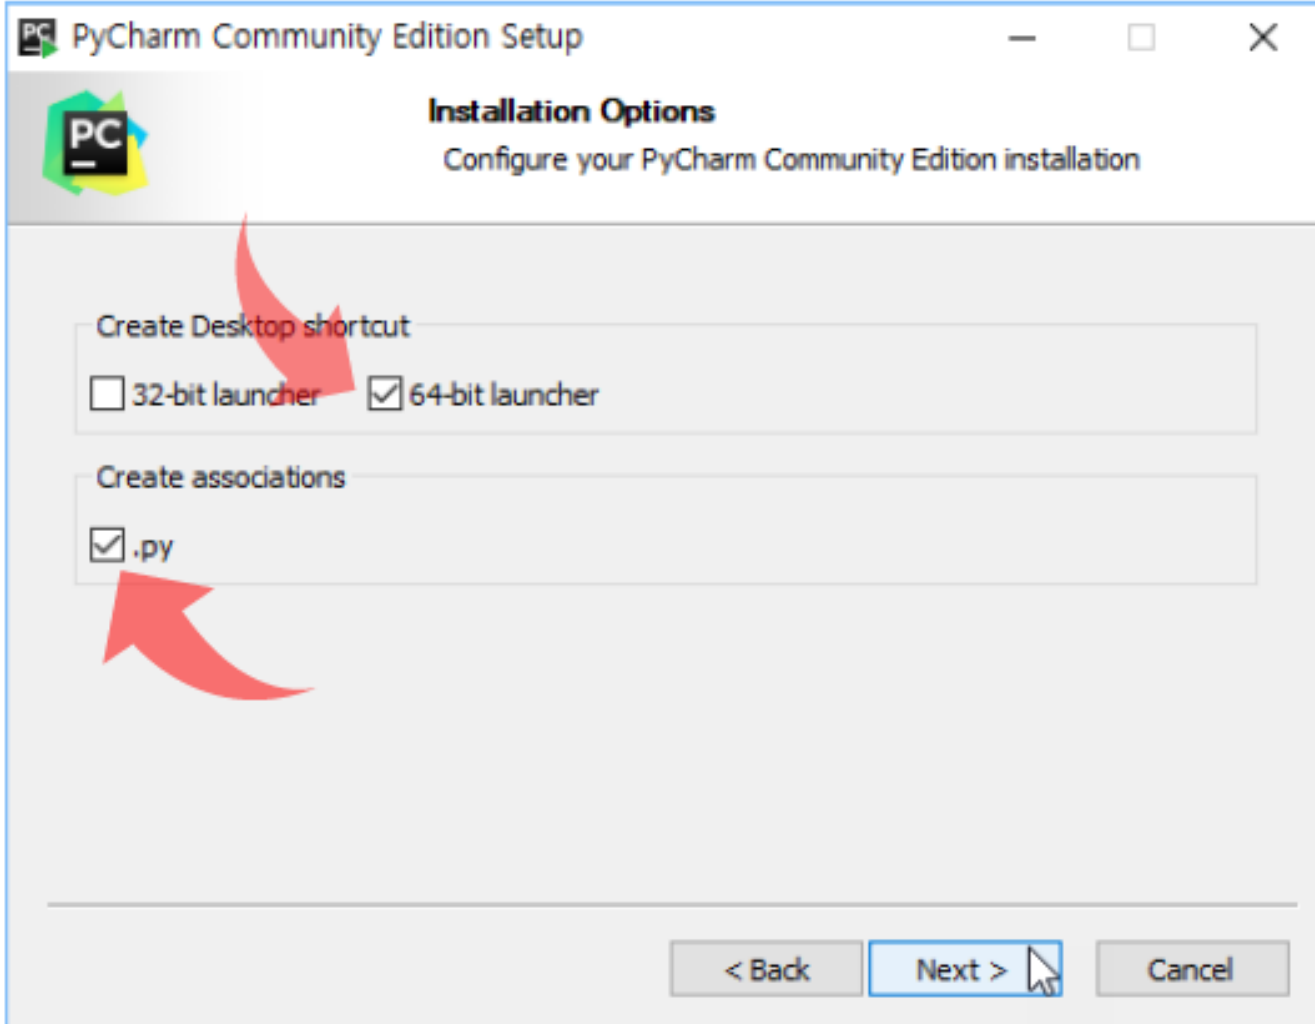 PyCharm Community Edition Setup
PC
Installation Options
Configure your PyCharm Community Edition installation
Create Desktop shortcut
32-bit launcher 64-bit launcher
Create associations
.py
< Back Next > Cancel